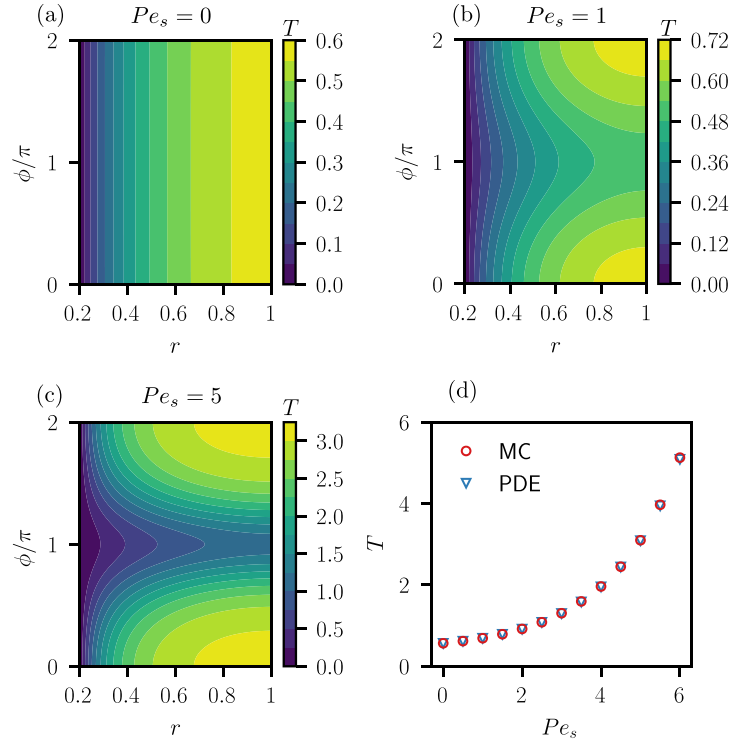 (a)
Pe_s = 0
T
2
1
0
ϕ/π
0.2 0.4 0.6 0.8 1
r
0.6
0.5
0.4
0.3
0.2
0.1
0.0
(b)
Pe_s = 1
T
2
1
0
ϕ/π
0.2 0.4 0.6 0.8 1
r
0.72
0.60
0.48
0.36
0.24
0.12
0.00
(c)
Pe_s = 5
T
2
1
0
ϕ/π
0.2 0.4 0.6 0.8 1
r
3.0
2.5
2.0
1.5
1.0
0.5
0.0
(d)
6
4
2
0
T
MC
PDE
0 2 4 6
Pe_s